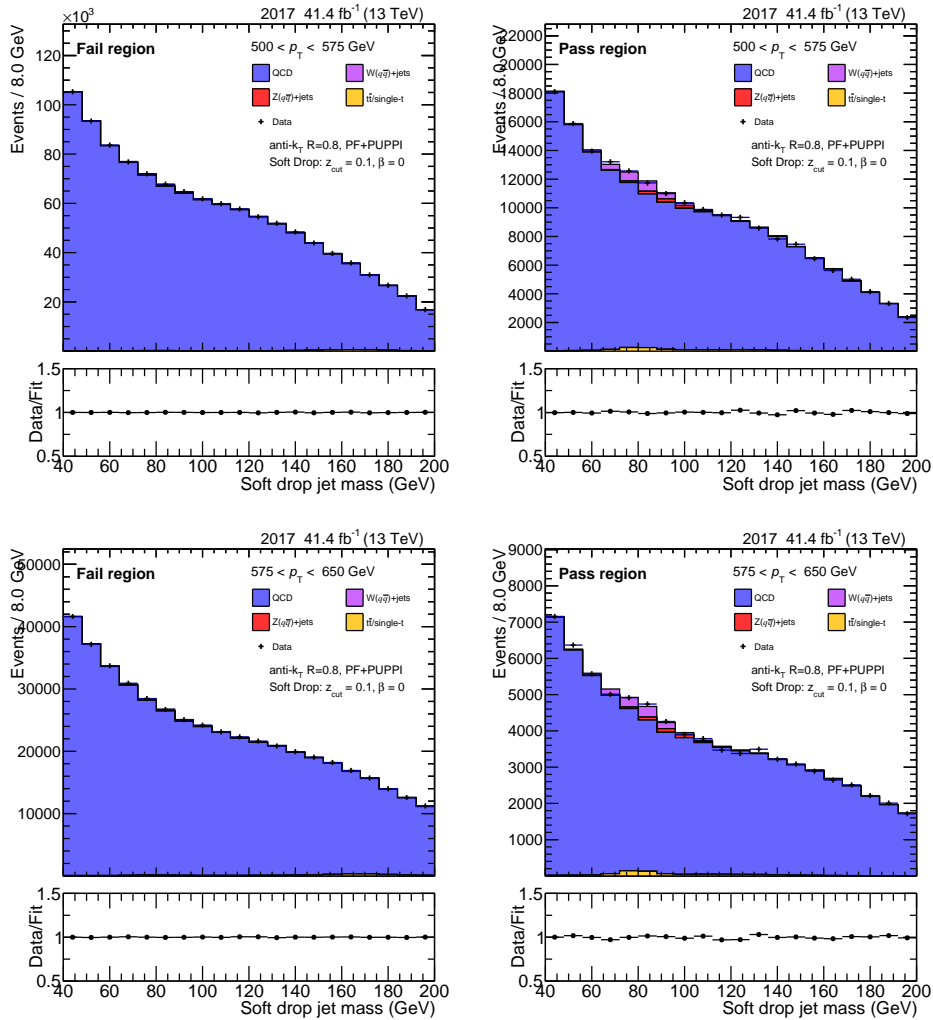 2017 41.4 fb⁻¹ (13 TeV)
×10³
Fail region
500 < p_T < 575 GeV
QCD
W(qq̅)+jets
Z(qq̅)+jets
tt̅/single-t
Data
anti-k_T R=0.8, PF+PUPPI
Soft Drop: z_cut = 0.1, β = 0
Events / 8.0 GeV
120
100
80
60
40
20
Data/Fit
1.5
1
0.5
40 60 80 100 120 140 160 180 200
Soft drop jet mass (GeV)
2017 41.4 fb⁻¹ (13 TeV)
Pass region
500 < p_T < 575 GeV
QCD
W(qq̅)+jets
Z(qq̅)+jets
tt̅/single-t
Data
anti-k_T R=0.8, PF+PUPPI
Soft Drop: z_cut = 0.1, β = 0
Events / 8.0 GeV
22000
20000
18000
16000
14000
12000
10000
8000
6000
4000
2000
Data/Fit
1.5
1
0.5
40 60 80 100 120 140 160 180 200
Soft drop jet mass (GeV)
2017 41.4 fb⁻¹ (13 TeV)
Fail region
575 < p_T < 650 GeV
QCD
W(qq̅)+jets
Z(qq̅)+jets
tt̅/single-t
Data
anti-k_T R=0.8, PF+PUPPI
Soft Drop: z_cut = 0.1, β = 0
Events / 8.0 GeV
50000
40000
30000
20000
10000
Data/Fit
1.5
1
0.5
40 60 80 100 120 140 160 180 200
Soft drop jet mass (GeV)
2017 41.4 fb⁻¹ (13 TeV)
Pass region
575 < p_T < 650 GeV
QCD
W(qq̅)+jets
Z(qq̅)+jets
tt̅/single-t
Data
anti-k_T R=0.8, PF+PUPPI
Soft Drop: z_cut = 0.1, β = 0
Events / 8.0 GeV
9000
8000
7000
6000
5000
4000
3000
2000
1000
Data/Fit
1.5
1
0.5
40 60 80 100 120 140 160 180 200
Soft drop jet mass (GeV)